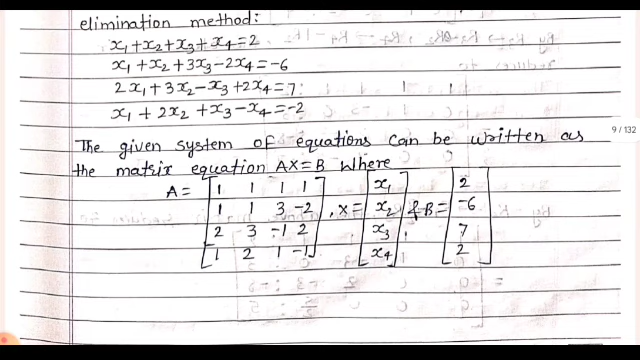 elimination method:
x₁+x₂+x₃+x₄=2
x₁+x₂+3x₃-2x₄=-6
2x₁+3x₂-x₃+2x₄=7
x₁+2x₂+x₃-x₄=-2
The given system of equations can be written as
9 / 132
the matrix equation AX=B Where
A= [1 1 1 1
1 1 3 -2
2 3 -1 2
1 2 1 -1], X= [x₁
x₂
x₃
x₄] & B= [2
-6
7
2]